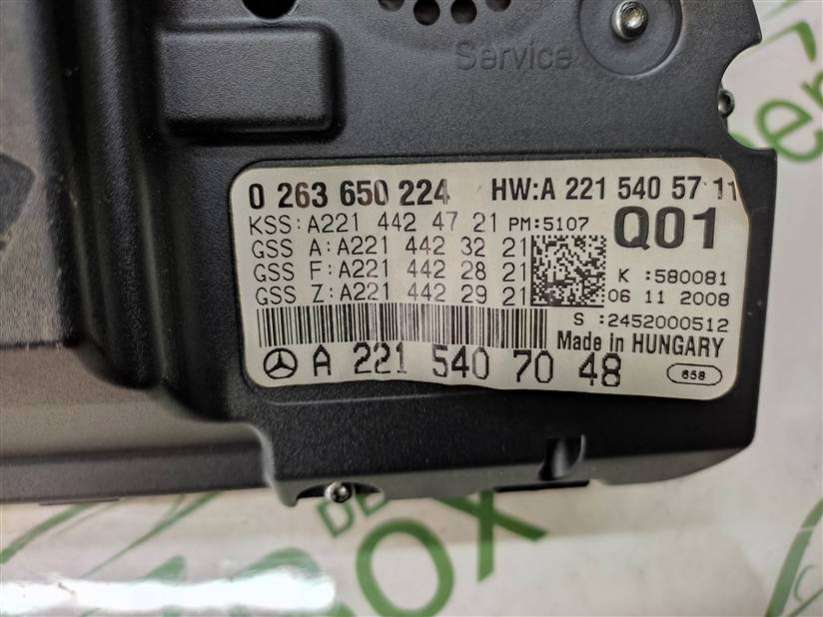 Service
0 263 650 224 HW:A 221 540 57 11
KSS:A221 442 47 21 PM:5107 Q01
GSS A:A221 442 32 21
GSS F:A221 442 28 21 K :580081
GSS Z:A221 442 29 21 06 11 2008
S :2452000512
Made in HUNGARY
A 221 540 70 48 658